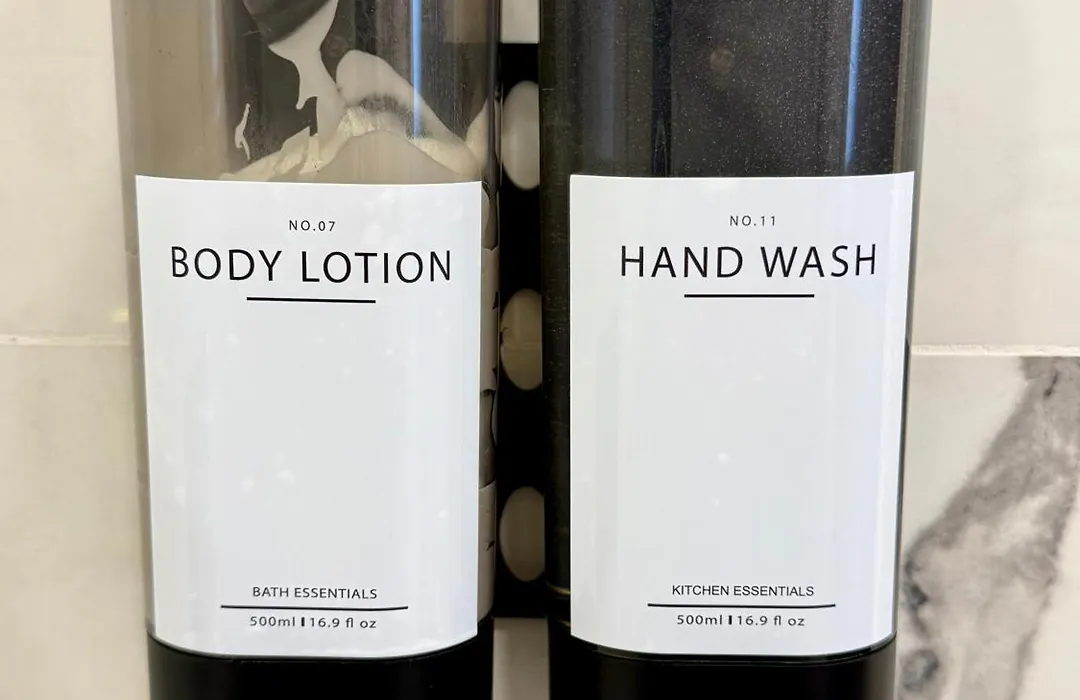 NO.07
BODY LOTION
BATH ESSENTIALS
500ml I 16.9 fl oz
NO.11
HAND WASH
KITCHEN ESSENTIALS
500ml I 16.9 fl oz